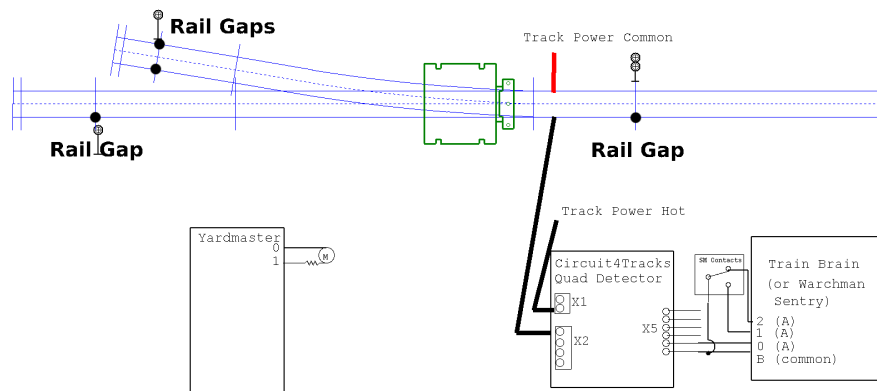 Rail Gaps
Track Power Common
Rail Gap
Rail Gap
Track Power Hot
Yardmaster
0
1
M
Circuit4Tracks
Quad Detector
X1
X2
X5
SM Contacts
Train Brain
(or Warchman
Sentry)
2 (A)
1 (A)
0 (A)
B (common)